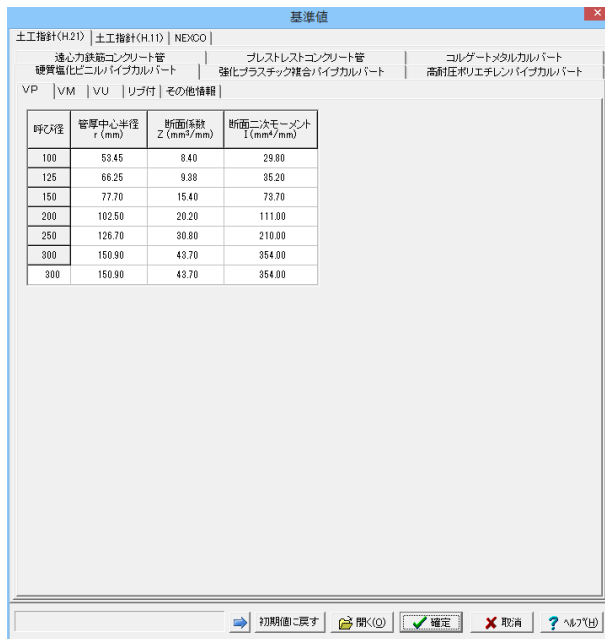 基準値
土工指針(H.21) 土工指針(H.11) NEXCO
遠心力鉄筋コンクリート管 プレストレストコンクリート管 コルゲートメタルカルバート
硬質塩化ビニルパイプカルバート 強化プラスチック複合パイプカルバート 高耐圧ポリエチレンパイプカルバート
VP VM VU リブ付 その他情報
呼び径 管厚中心半径 r (mm) 断面係数 Z (mm³/mm) 断面二次モーメント I (mm⁴/mm)
100 53.45 8.40 29.80
125 66.25 9.38 35.20
150 77.70 15.40 73.70
200 102.50 20.20 111.00
250 126.70 30.80 210.00
300 150.90 43.70 354.00
300 150.90 43.70 354.00
初期値に戻す 開く(O) 確定 取消 ヘルプ(H)